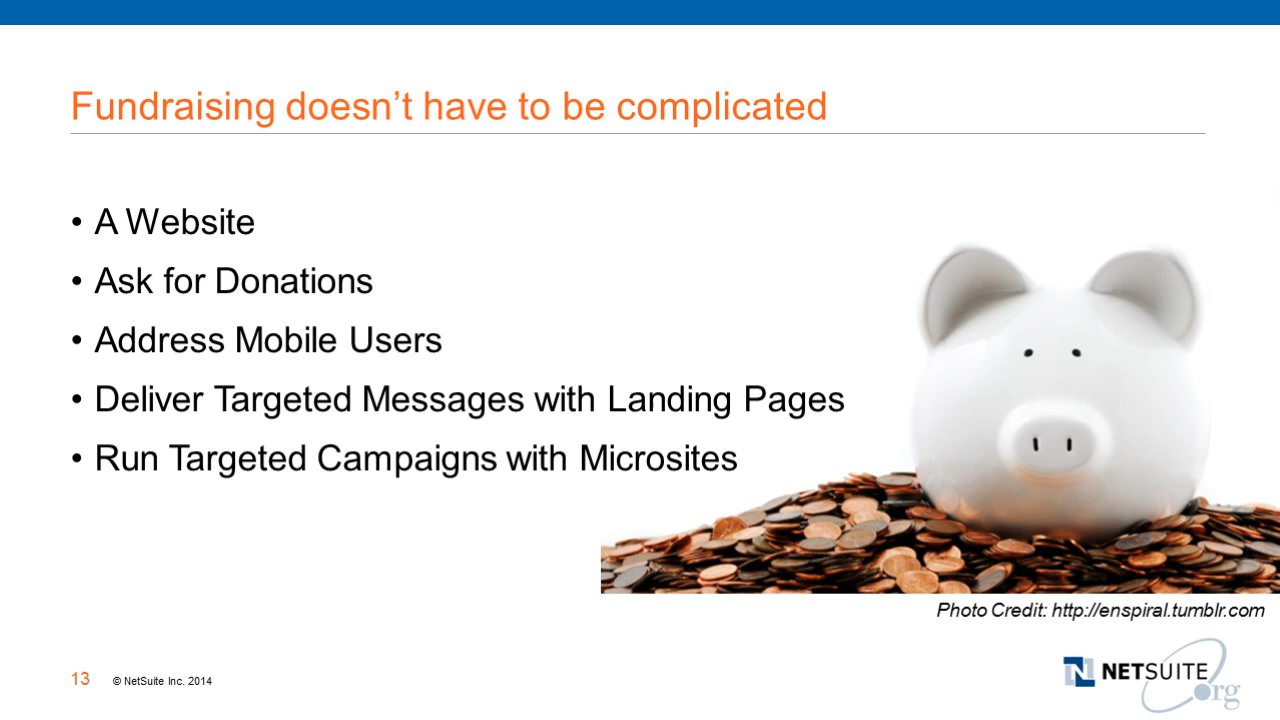 Fundraising doesn’t have to be complicated
• A Website
• Ask for Donations
• Address Mobile Users
• Deliver Targeted Messages with Landing Pages
• Run Targeted Campaigns with Microsites
Photo Credit: http://enspiral.tumblr.com
13 © NetSuite Inc. 2014
N NETSUITE
.org